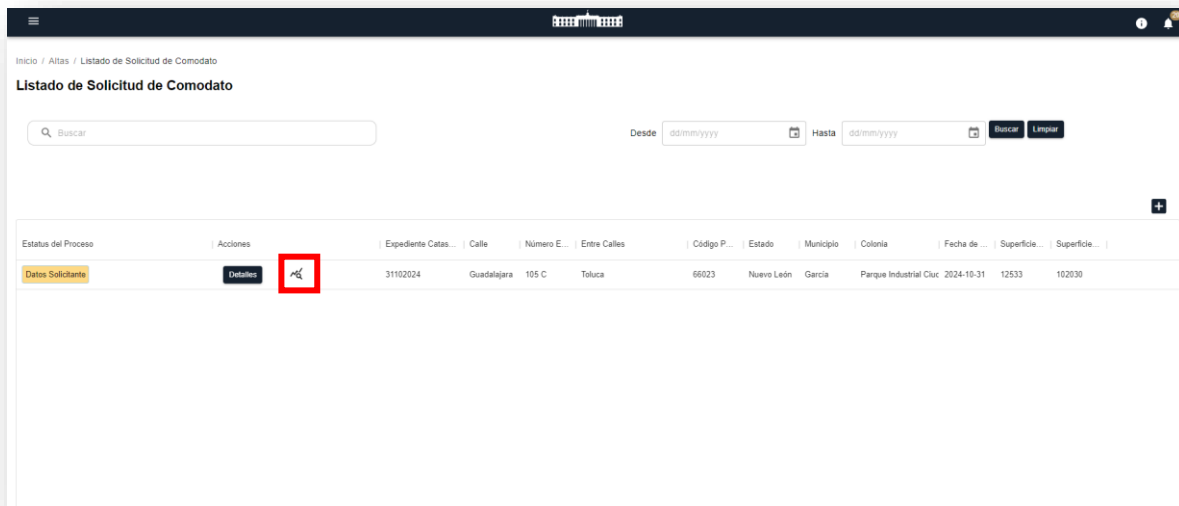 Inicio / Altas / Listado de Solicitud de Comodato
Listado de Solicitud de Comodato
Buscar Desde dd/mm/yyyy Hasta dd/mm/yyyy Buscar Limpiar
Estatus del Proceso Acciones Expediente Catas... Calle Número E... Entre Calles Código P... Estado Municipio Colonia Fecha de ... Superficie... Superficie...
Datos Solicitante Detalles 31102024 Guadalajara 105 C Toluca 66023 Nuevo León García Parque Industrial Ciuc 2024-10-31 12533 102030